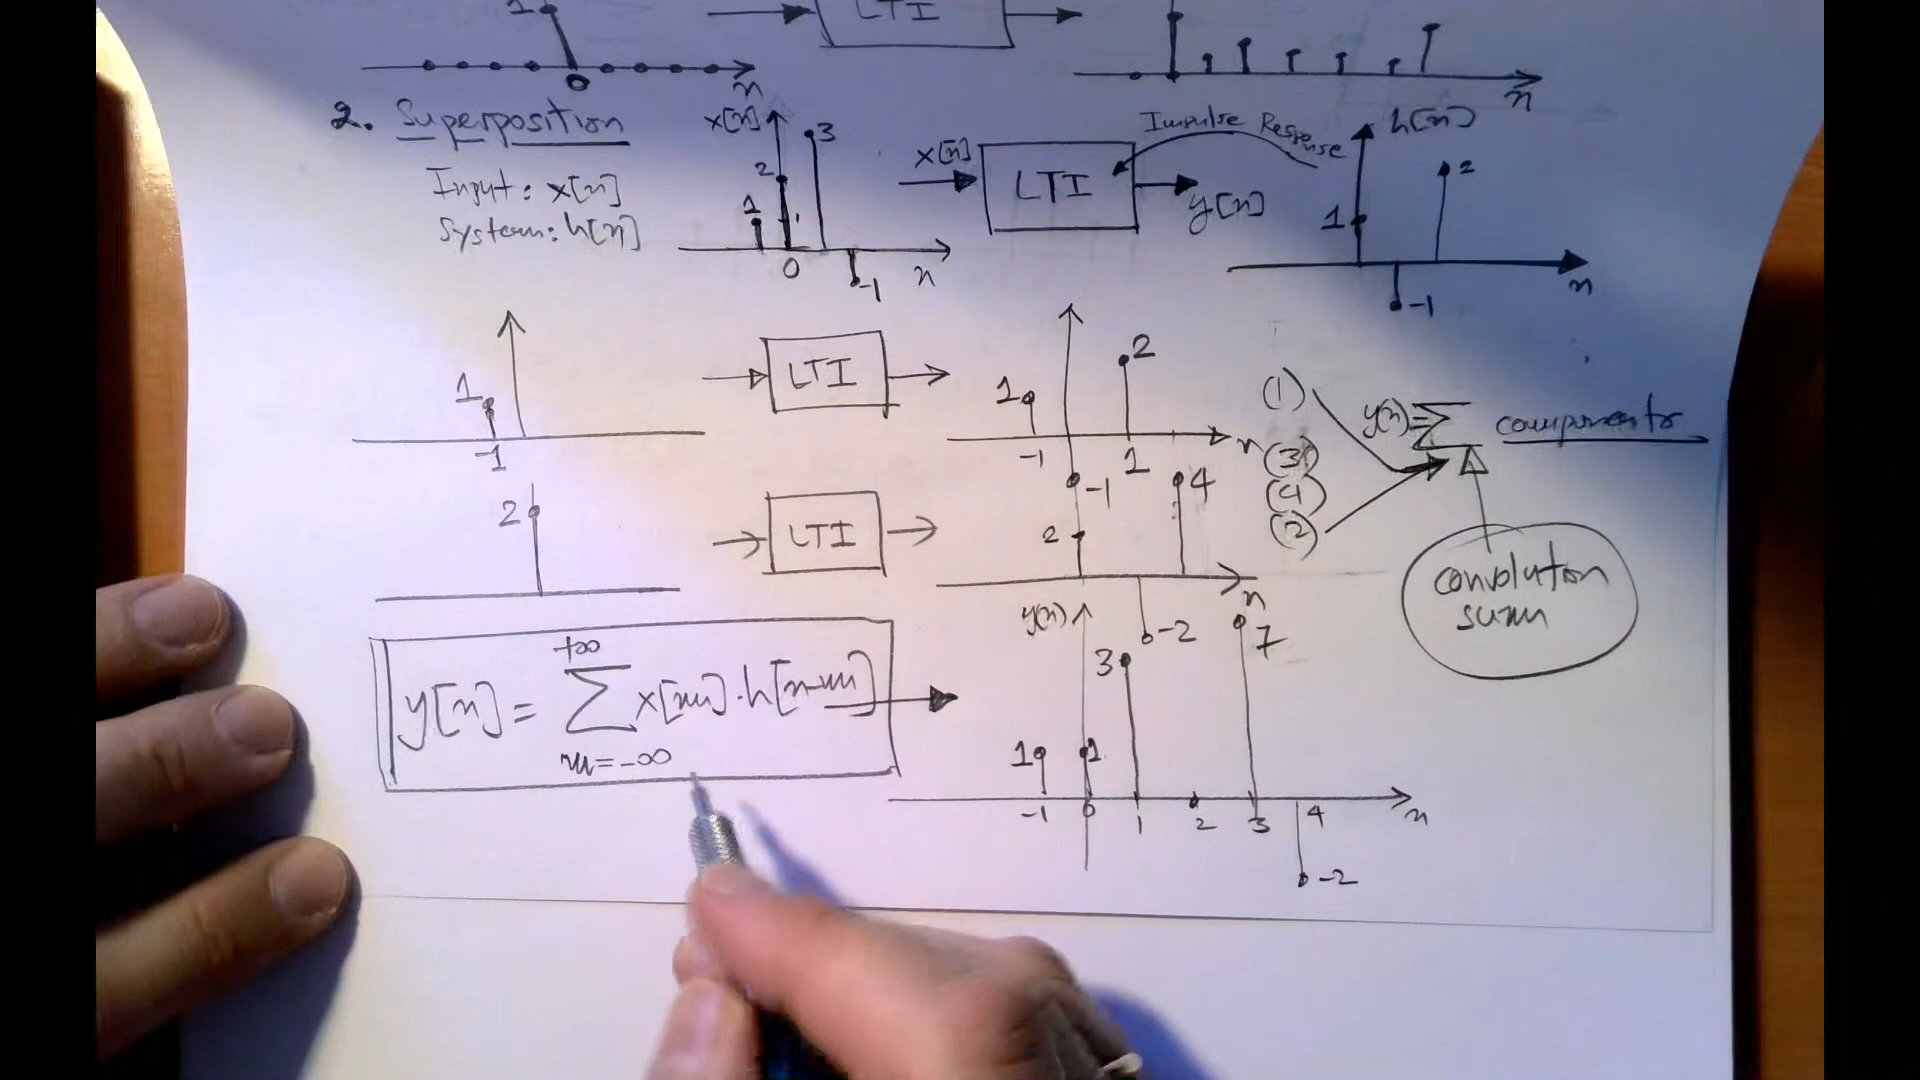 1
LTI
0
n
n
2. Superposition
Input: x[n]
System: h[n]
x[n]
3
2
1
0
-1
n
x[n]
LTI
y[n]
Impulse Response
h[n]
2
1
-1
n
1
-1
LTI
1
2
-1
1
-1
n
(1)
(3)
(4)
(2)
y(n)=∑ components
convolution
sum
2
LTI
2
4
-2
n
y[n] = ∑ x[m]·h[n-m]
+∞
m=-∞
y(n)
1
1
3
7
-1 0 1 2 3 4
n
-2